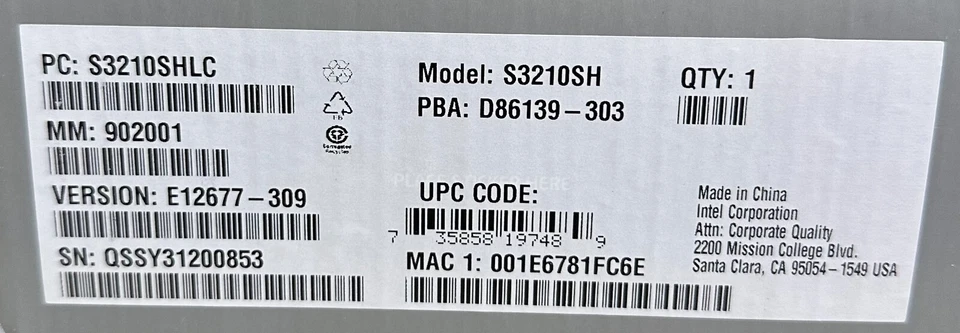 PC: S3210SHLC
MM: 902001
VERSION: E12677-309
SN: QSSY31200853
Model: S3210SH
PBA: D86139-303
QTY: 1
UPC CODE:
7 35858 19748 9
MAC 1: 001E6781FC6E
Made in China
Intel Corporation
Attn: Corporate Quality
2200 Mission College Blvd.
Santa Clara, CA 95054-1549 USA
Corrugated
Recycles